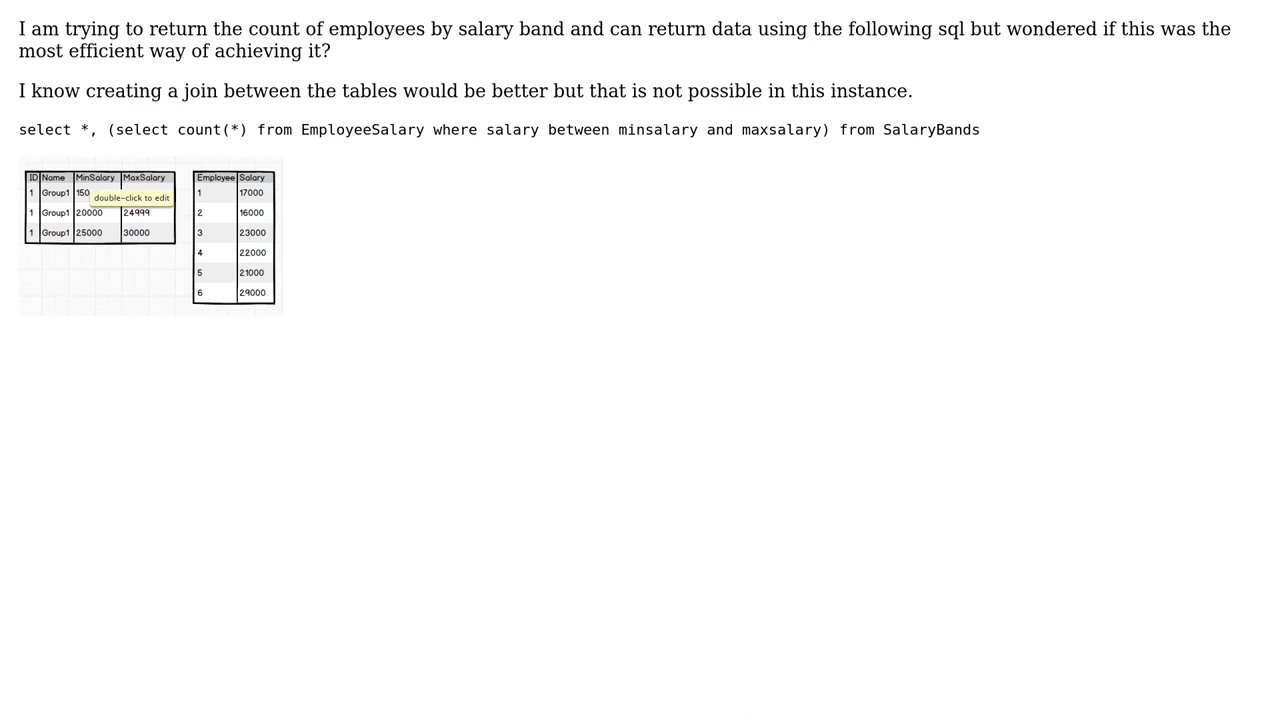 I am trying to return the count of employees by salary band and can return data using the following sql but wondered if this was the
most efficient way of achieving it?
I know creating a join between the tables would be better but that is not possible in this instance.
select *, (select count(*) from EmployeeSalary where salary between minsalary and maxsalary) from SalaryBands
ID Name MinSalary MaxSalary
1 Group1 150
double-click to edit
1 Group1 20000 24999
1 Group1 25000 30000
Employee Salary
1 17000
2 16000
3 23000
4 22000
5 21000
6 29000